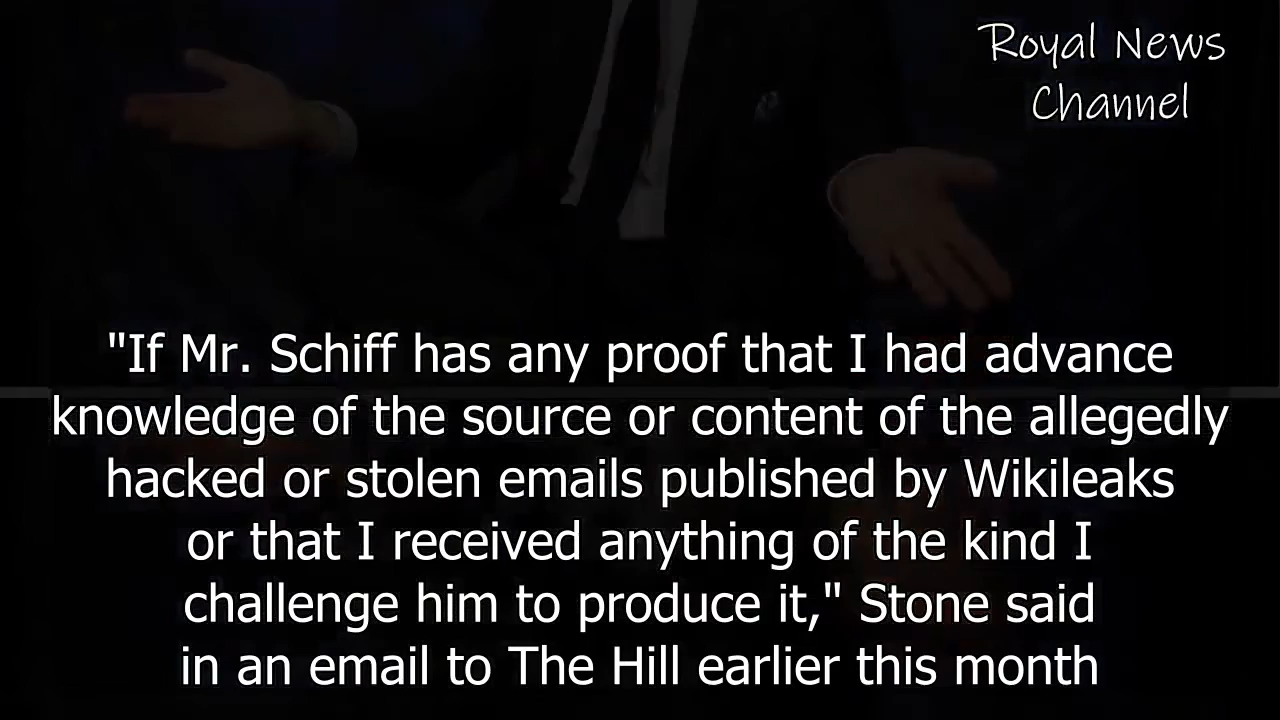 Royal News
Channel
"If Mr. Schiff has any proof that I had advance
knowledge of the source or content of the allegedly
hacked or stolen emails published by Wikileaks
or that I received anything of the kind I
challenge him to produce it," Stone said
in an email to The Hill earlier this month